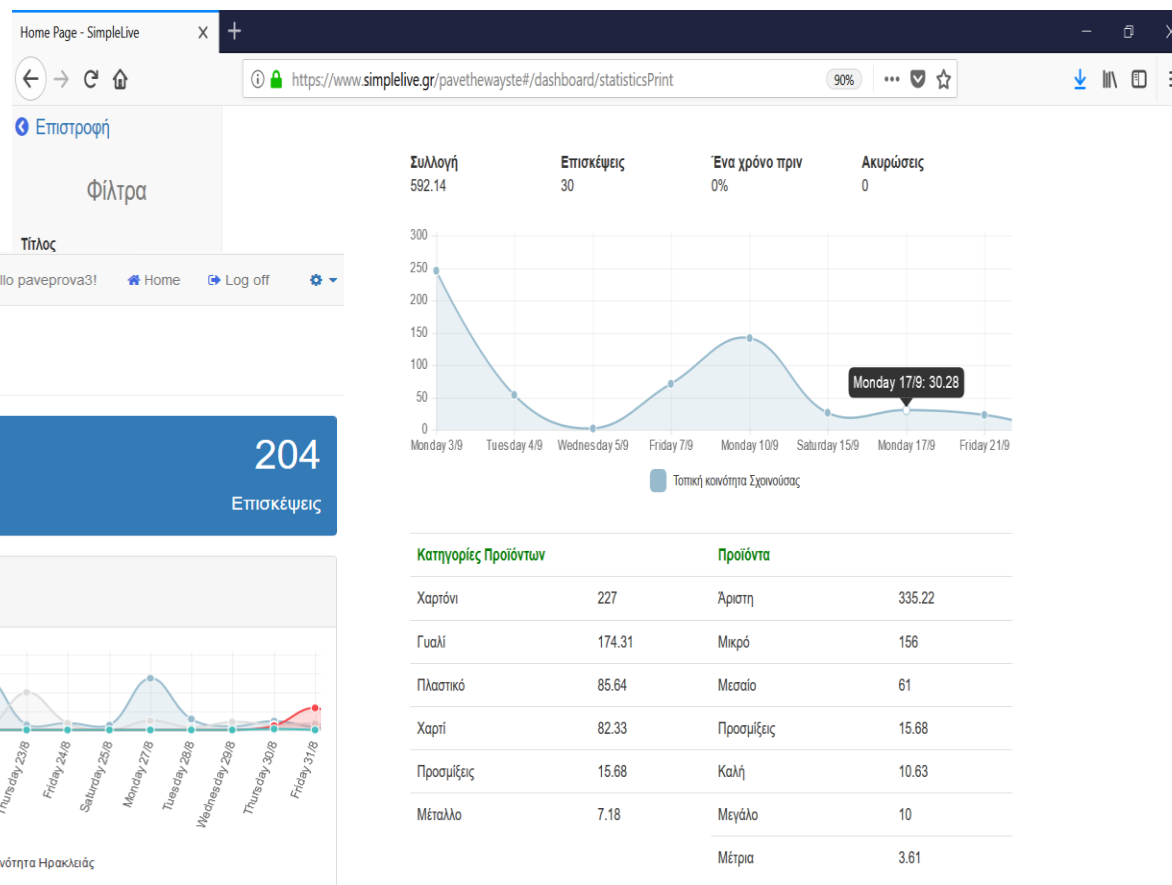 Home Page - SimpleLive
https://www.simplelive.gr/pavethewayste#/dashboard/statisticsPrint
90%
Επιστροφή
Φίλτρα
Τίτλος
llo paveprova3!
Home
Log off
204
Επισκέψεις
Thursday 23/8
Friday 24/8
Saturday 25/8
Monday 27/8
Tuesday 28/8
Wednesday 29/8
Thursday 30/8
Friday 31/8
νότητα Ηρακλειάς
Συλλογή Επισκέψεις Ένα χρόνο πριν Ακυρώσεις
592.14 30 0% 0
300
250
200
150
100
50
0
Monday 17/9: 30.28
Monday 3/9 Tuesday 4/9 Wednesday 5/9 Friday 7/9 Monday 10/9 Saturday 15/9 Monday 17/9 Friday 21/9
Τοπική κοινότητα Σχοινούσας
Κατηγορίες Προϊόντων Προϊόντα
Χαρτόνι 227 Άριστη 335.22
Γυαλί 174.31 Μικρό 156
Πλαστικό 85.64 Μεσαίο 61
Χαρτί 82.33 Προσμίξεις 15.68
Προσμίξεις 15.68 Καλή 10.63
Μέταλλο 7.18 Μεγάλο 10
Μέτρια 3.61